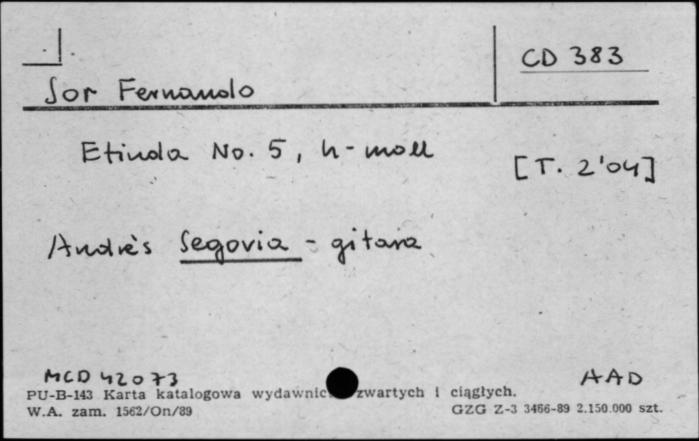 CD 383
Sor Fernando
Etiuda No. 5, h-moll
[T. 2'04]
Andrès Segovia - gitara
MCD 42073
AAD
PU-B-143 Karta katalogowa wydawnic zwartych i ciągłych.
W.A. zam. 1562/On/89
GZG Z-3 3466-89 2.150.000 szt.